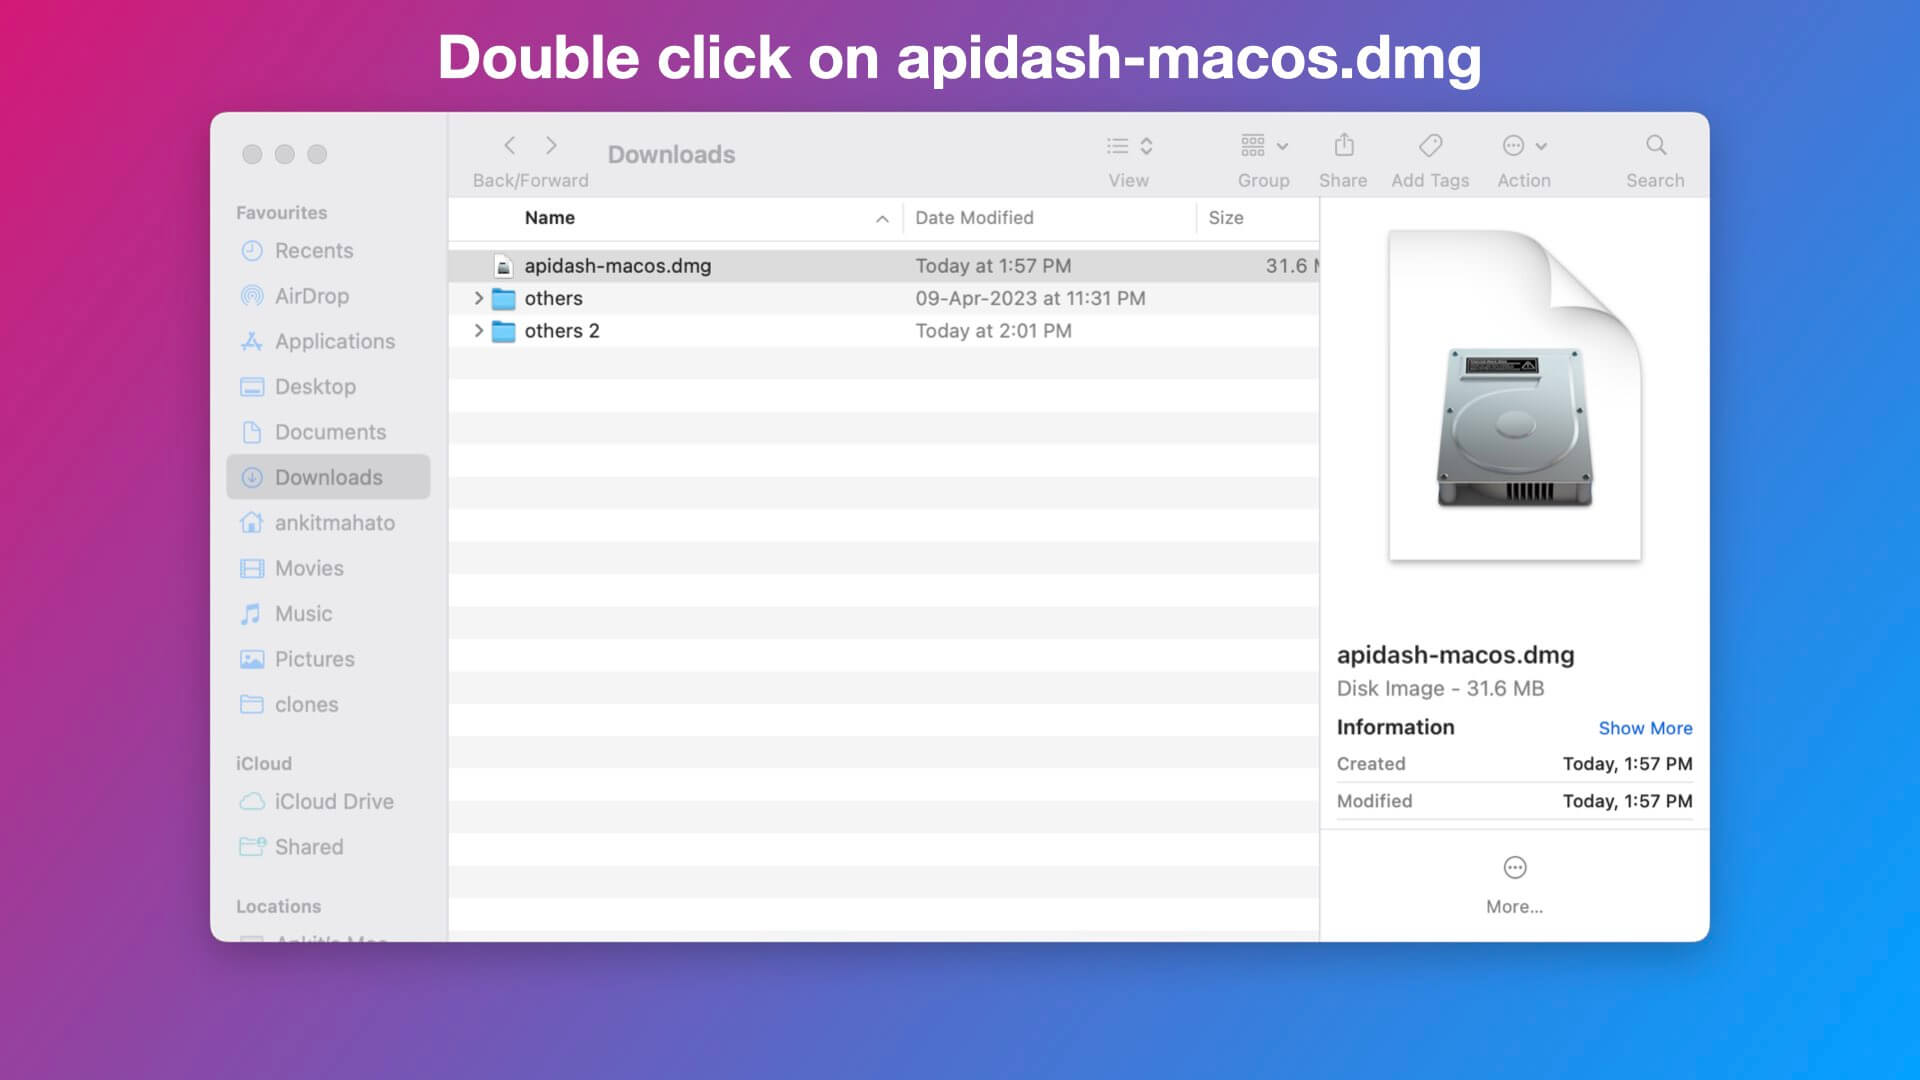 Double click on apidash-macos.dmg
Downloads
Back/Forward
View
Group
Share
Add Tags
Action
Search
Favourites
Recents
AirDrop
Applications
Desktop
Documents
Downloads
ankitmahato
Movies
Music
Pictures
clones
iCloud
iCloud Drive
Shared
Locations
Ankit's Mac
Name Date Modified Size
apidash-macos.dmg Today at 1:57 PM 31.6 M
others 09-Apr-2023 at 11:31 PM
others 2 Today at 2:01 PM
apidash-macos.dmg
Disk Image - 31.6 MB
Information Show More
Created Today, 1:57 PM
Modified Today, 1:57 PM
More...